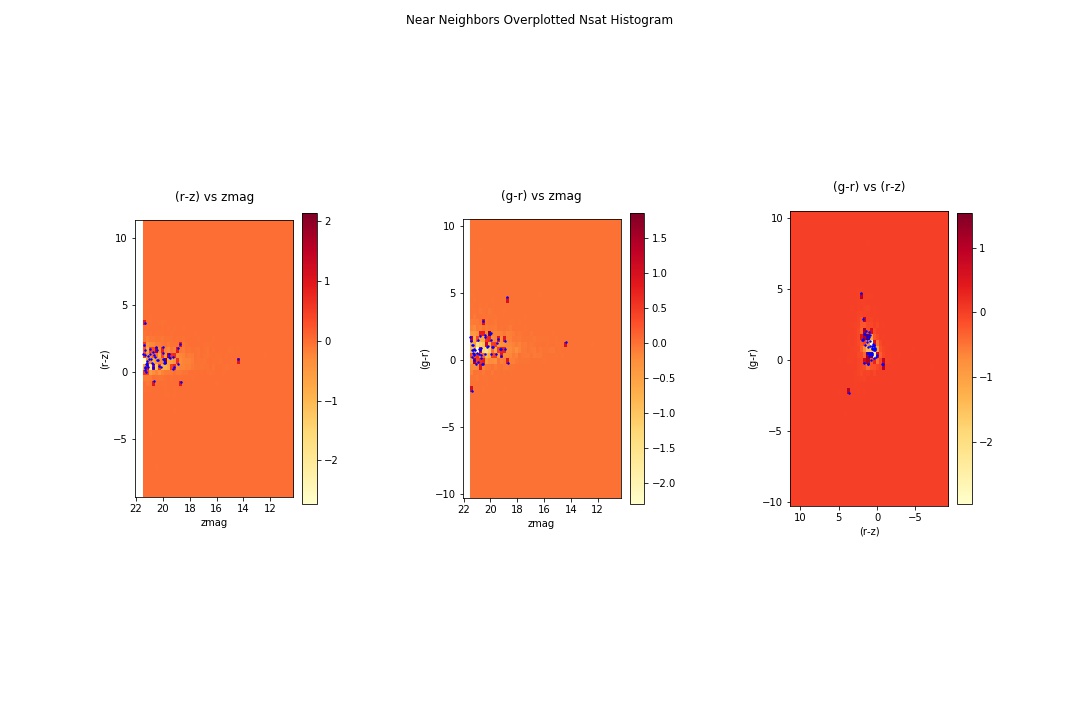 Near Neighbors Overplotted Nsat Histogram
(r-z) vs zmag
10
5
0
−5
(r-z)
22 20 18 16 14 12
zmag
2
1
0
−1
−2
(g-r) vs zmag
10
5
0
−5
−10
(g-r)
22 20 18 16 14 12
zmag
1.5
1.0
0.5
0.0
−0.5
−1.0
−1.5
−2.0
(g-r) vs (r-z)
10
5
0
−5
−10
(g-r)
10 5 0 −5
(r-z)
1
0
−1
−2